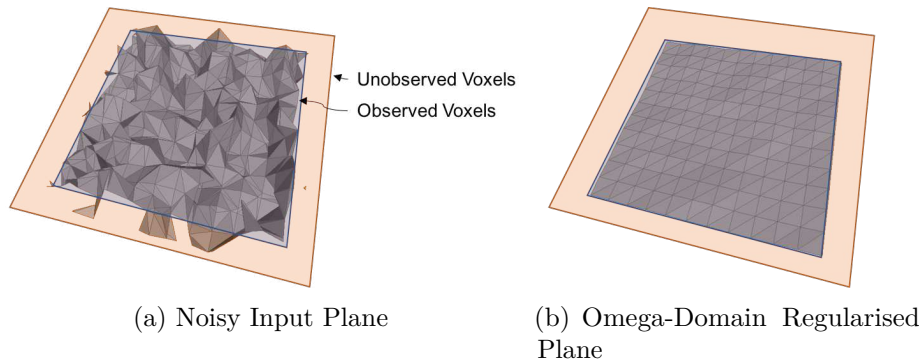 Unobserved Voxels
Observed Voxels
(a) Noisy Input Plane
(b) Omega-Domain Regularised
Plane